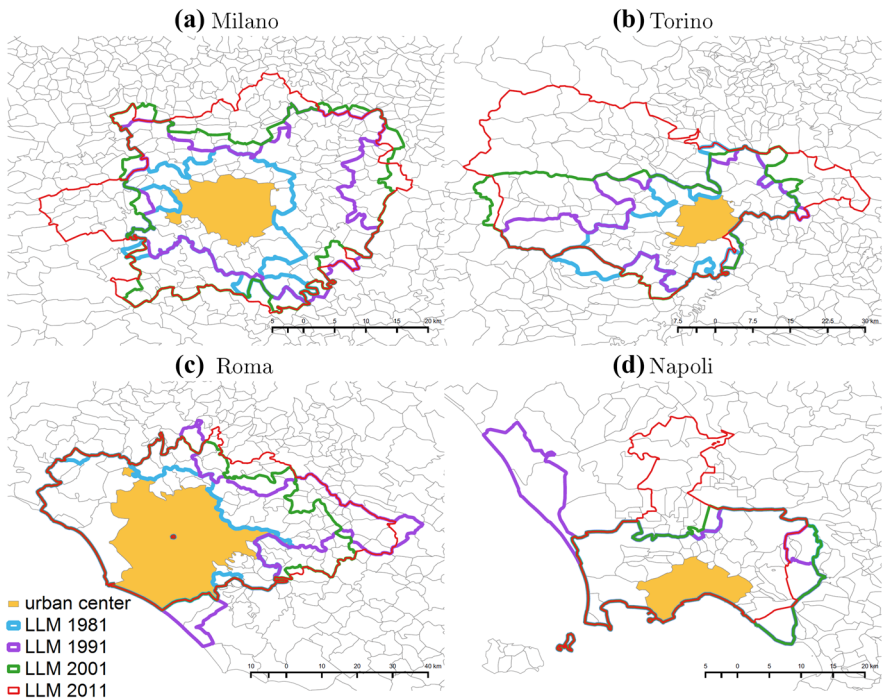 (a) Milano
(b) Torino
5 0 5 10 15 20 km
7.5 0 7.5 15 22.5 30 km
(c) Roma
(d) Napoli
urban center
LLM 1981
LLM 1991
LLM 2001
LLM 2011
10 0 10 20 30 40 km
5 0 5 10 15 20 km